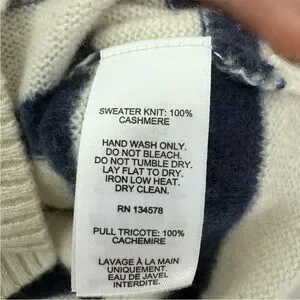 SWEATER KNIT: 100%
CASHMERE
HAND WASH ONLY.
DO NOT BLEACH.
DO NOT TUMBLE DRY.
LAY FLAT TO DRY.
IRON LOW HEAT.
DRY CLEAN.
RN 134578
PULL TRICOTE: 100%
CACHEMIRE
LAVAGE À LA MAIN
UNIQUEMENT.
EAU DE JAVEL
INTERDITE.